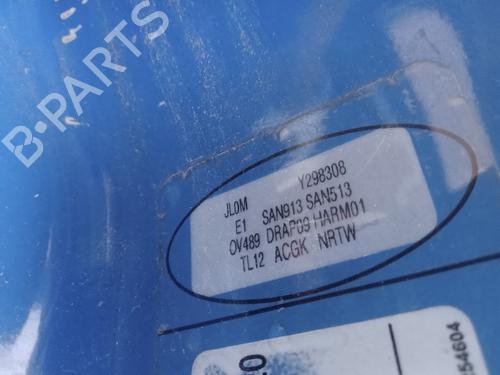 B-PARTS
JL0M Y298308
E1 SAN913 SAN513
OV489 DRAP09 HARM01
TL12 ACGK NRTW
54604